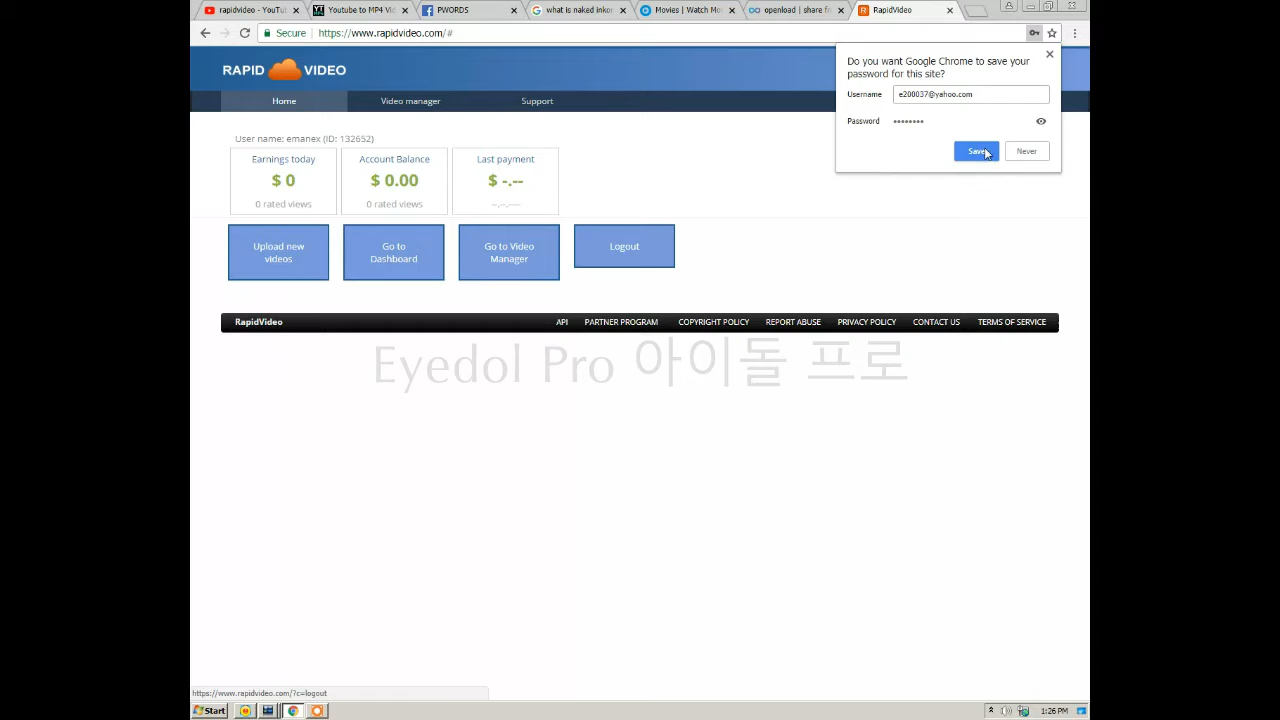 rapidvideo - YouTu
Youtube to MP4 Vi
PWORDS
what is naked inko
Movies | Watch Mo
openload | share f
RapidVideo
Secure
https://www.rapidvideo.com/#
Do you want Google Chrome to save your
password for this site?
Username
e200037@yahoo.com
Password
••••••••
Save
Never
RAPID VIDEO
Home
Video manager
Support
User name: emanex (ID: 132652)
Earnings today
$ 0
0 rated views
Account Balance
$ 0.00
0 rated views
Last payment
$ -.--
--.--.----
Upload new
videos
Go to
Dashboard
Go to Video
Manager
Logout
RapidVideo
API
PARTNER PROGRAM
COPYRIGHT POLICY
REPORT ABUSE
PRIVACY POLICY
CONTACT US
TERMS OF SERVICE
Eyedol Pro 아이돌 프로
https://www.rapidvideo.com/?c=logout
Start
1:26 PM